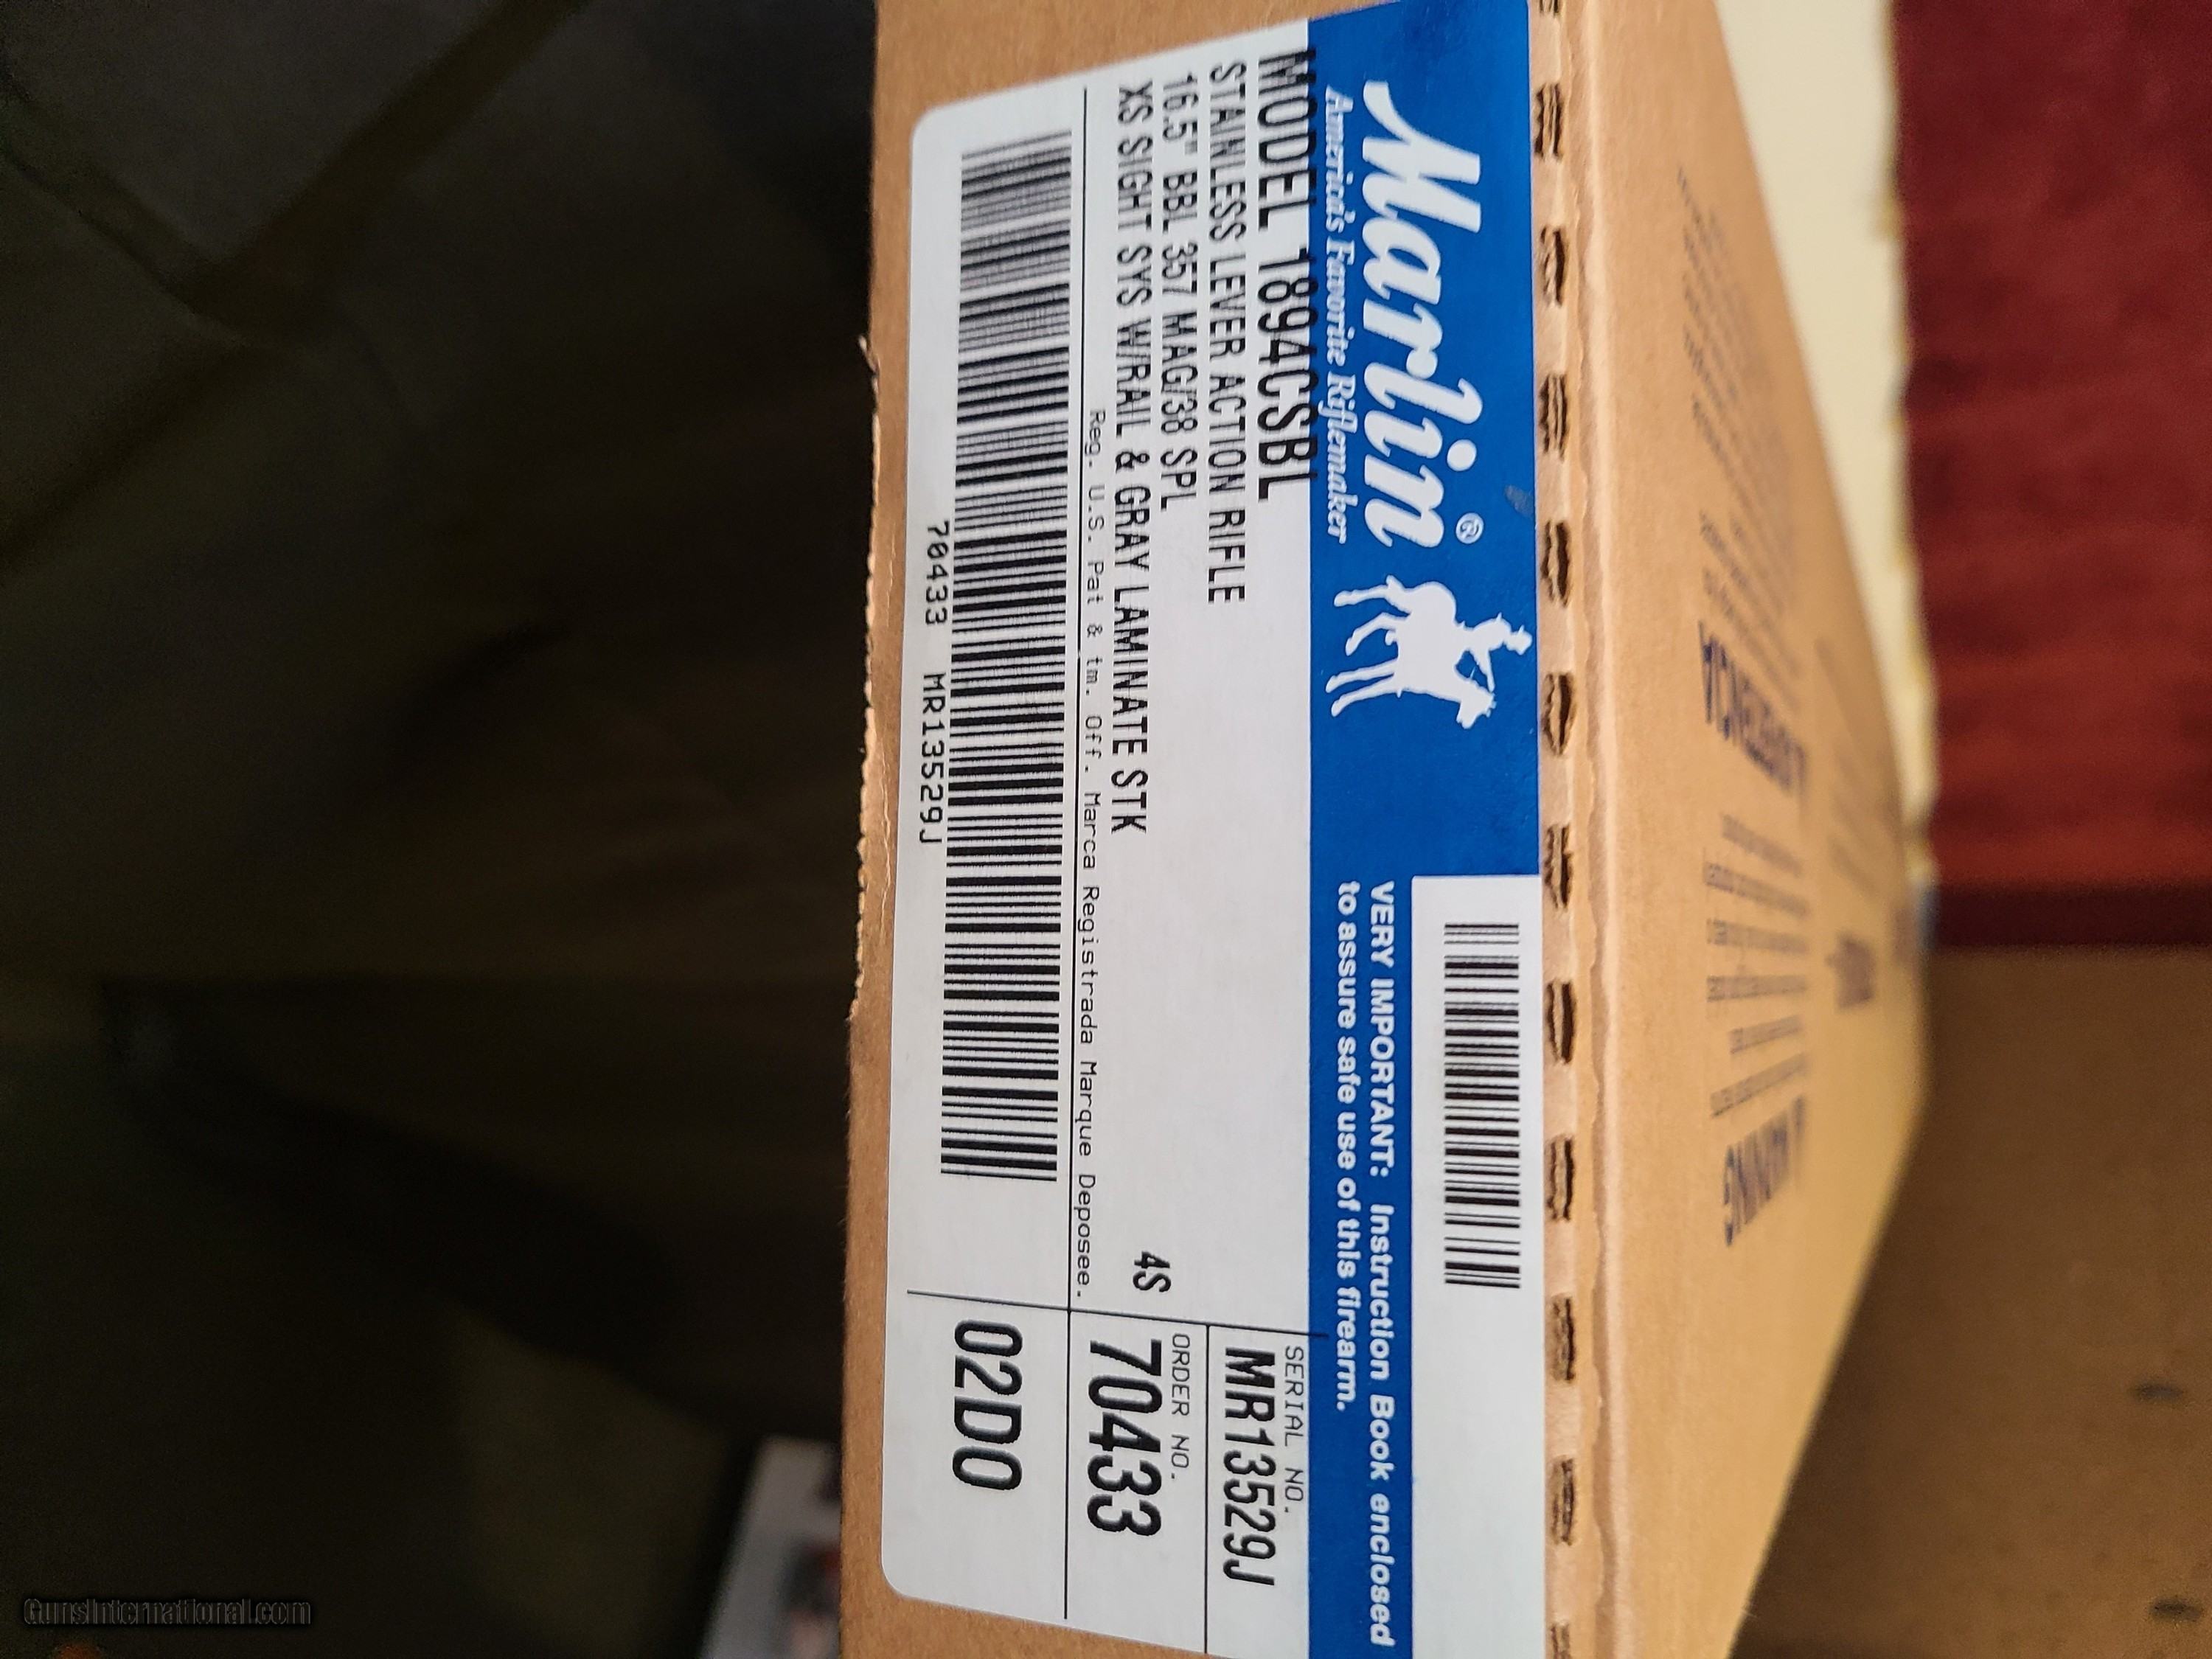 Marlin®
America's Favorite Riflemaker
VERY IMPORTANT: Instruction Book enclosed
to assure safe use of this firearm.
MODEL 1894CSBL
STAINLESS LEVER ACTION RIFLE
16.5" BBL 357 MAG/38 SPL
XS SIGHT SYS W/RAIL & GRAY LAMINATE STK
4S
Reg. U.S. Pat & tm. Off. Marca Registrada Marque Deposee.
70433 MR13529J
SERIAL NO.
MR13529J
ORDER NO.
70433
02D0
WARNING
GunsInternational.com